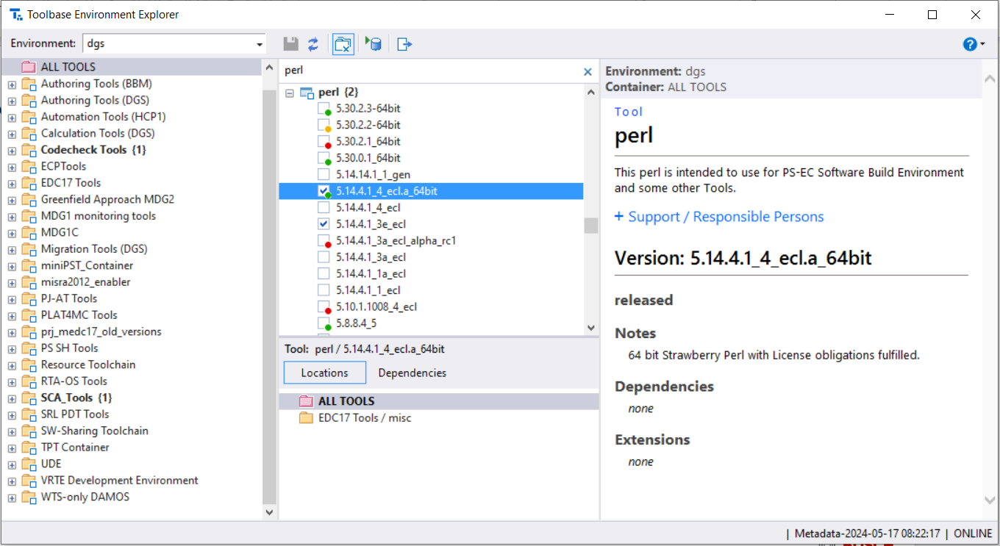 Toolbase Environment Explorer
Environment: dgs
ALL TOOLS
Authoring Tools (BBM)
Authoring Tools (DGS)
Automation Tools (HCP1)
Calculation Tools (DGS)
Codecheck Tools {1}
ECPTools
EDC17 Tools
Greenfield Approach MDG2
MDG1 monitoring tools
MDG1C
Migration Tools (DGS)
miniPST_Container
misra2012_enabler
PJ-AT Tools
PLAT4MC Tools
prj_medc17_old_versions
PS SH Tools
Resource Toolchain
RTA-OS Tools
SCA_Tools {1}
SRL PDT Tools
SW-Sharing Toolchain
TPT Container
UDE
VRTE Development Environment
WTS-only DAMOS
perl
perl {2}
5.30.2.3-64bit
5.30.2.2-64bit
5.30.2.1_64bit
5.30.0.1_64bit
5.14.14.1_1_gen
5.14.4.1_4_ecl.a_64bit
5.14.4.1_4_ecl
5.14.4.1_3e_ecl
5.14.4.1_3a_ecl_alpha_rc1
5.14.4.1_3a_ecl
5.14.4.1_1a_ecl
5.14.4.1_1_ecl
5.10.1.1008_4_ecl
5.8.8.4_5
Tool: perl / 5.14.4.1_4_ecl.a_64bit
Locations Dependencies
ALL TOOLS
EDC17 Tools / misc
Environment: dgs
Container: ALL TOOLS
Tool
perl
This perl is intended to use for PS-EC Software Build Environment
and some other Tools.
+ Support / Responsible Persons
Version: 5.14.4.1_4_ecl.a_64bit
released
Notes
64 bit Strawberry Perl with License obligations fulfilled.
Dependencies
none
Extensions
none
| Metadata-2024-05-17 08:22:17 | ONLINE